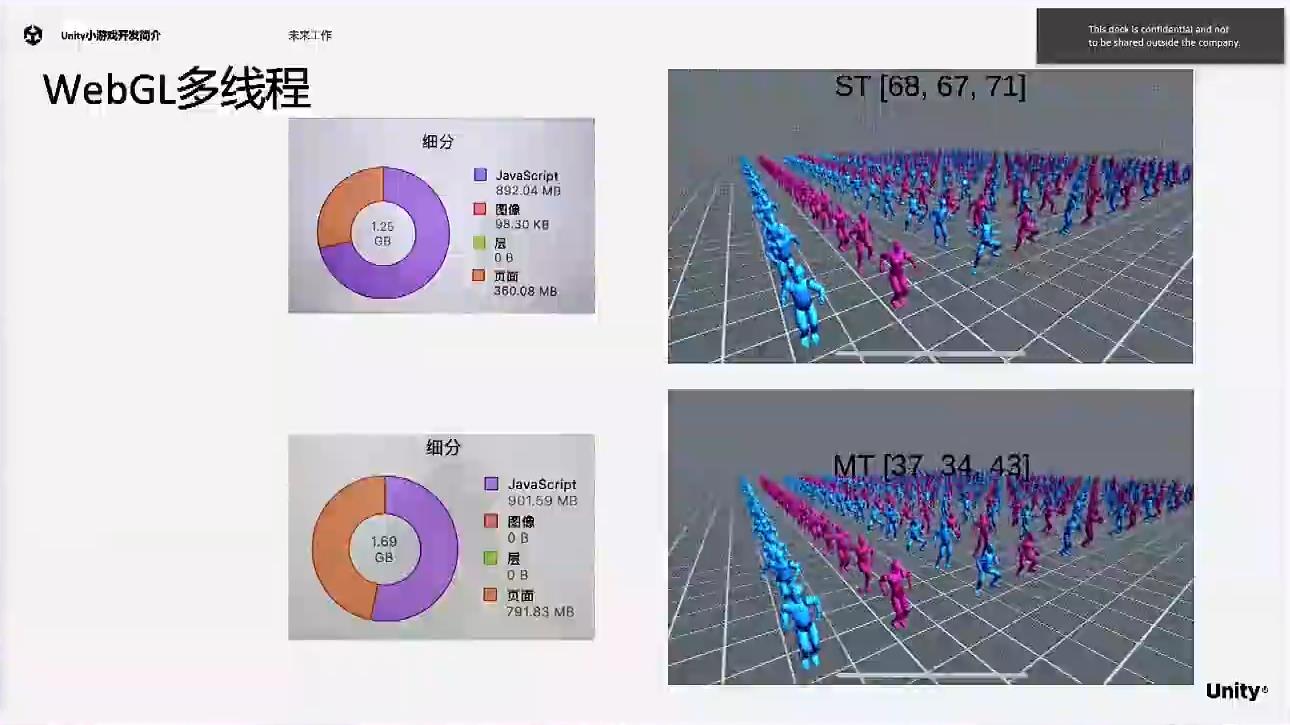 Unity小游戏开发简介
未来工作
This deck is confidential and not
to be shared outside the company.
WebGL多线程
细分
1.25
GB
JavaScript
892.04 MB
图像
98.30 KB
层
0 B
页面
360.08 MB
ST [68, 67, 71]
细分
1.69
GB
JavaScript
901.59 MB
图像
0 B
层
0 B
页面
791.83 MB
MT [37, 34, 43]
Unity